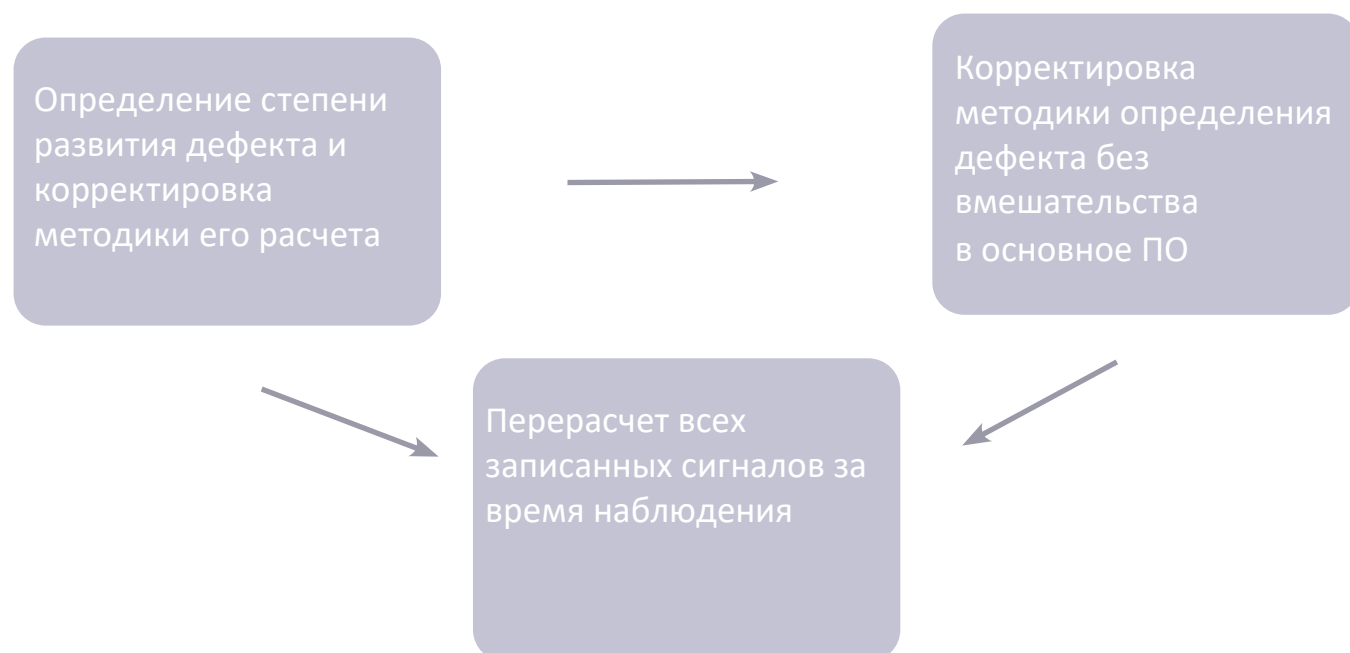 Определение степени
развития дефекта и
корректировка
методики его расчета
Корректировка
методики определения
дефекта без
вмешательства
в основное ПО
Перерасчет всех
записанных сигналов за
время наблюдения